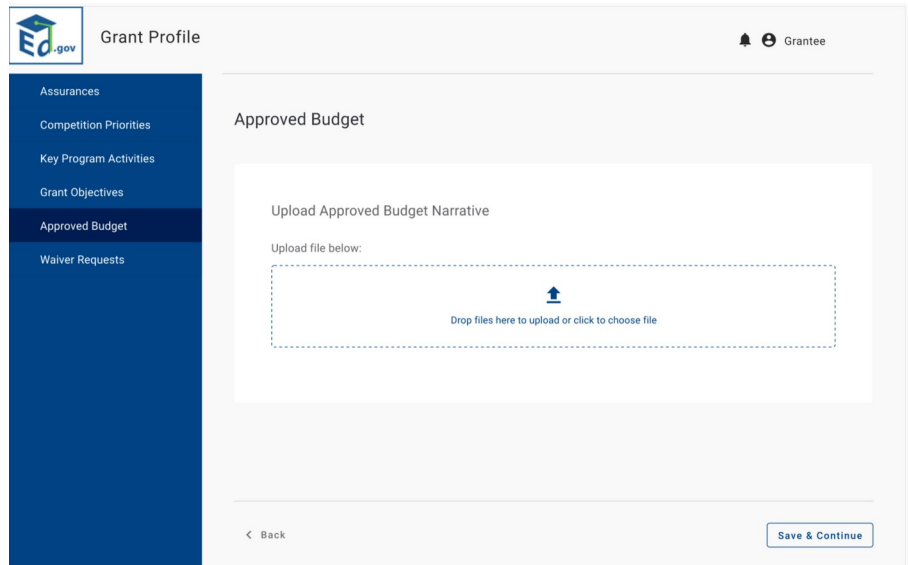 Ed.gov
Grant Profile
Grantee
Assurances
Competition Priorities
Key Program Activities
Grant Objectives
Approved Budget
Waiver Requests
Approved Budget
Upload Approved Budget Narrative
Upload file below:
Drop files here to upload or click to choose file
Back
Save & Continue